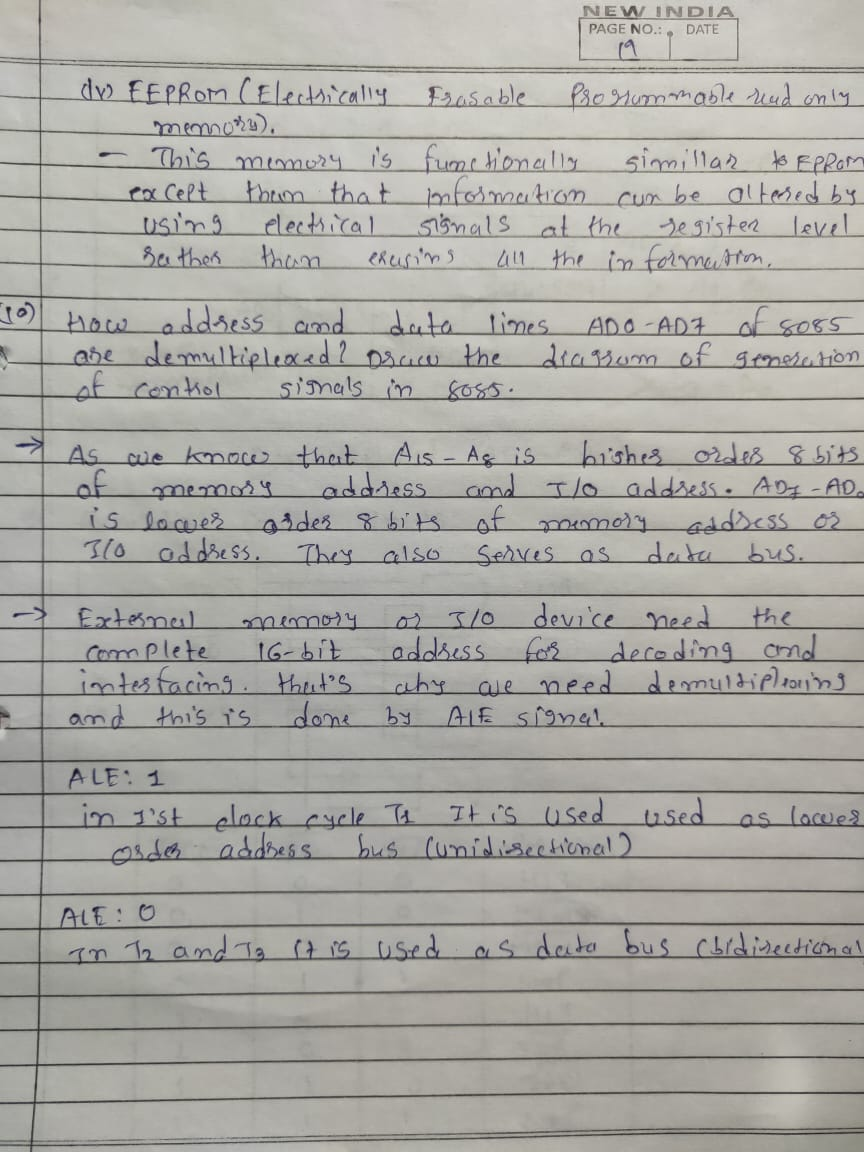 NEW INDIA
PAGE NO.: DATE
19
(iv) EEPROM (Electrically Erasable Programmable read only
memory).
- This memory is functionally simillar to EPROM
except tham that information can be altered by
using electrical signals at the register level
rather than erasing all the information.
10) How address and data lines AD0-AD7 of 8085
are demultiplexed? Draw the diagram of generation
of control signals in 8085.
→ As we know that A15 - A8 is higher order 8 bits
of memory address and I/O address. AD7-AD0
is lower order 8 bits of memory address or
I/O address. They also serves as data bus.
→ External memory or I/O device need the
complete 16-bit address for decoding and
interfacing. that's why we need demultiplexing
and this is done by ALE signal.
ALE: 1
in 1'st clock cycle T1 It is used used as lower
order address bus (unidirectional)
ALE: 0
In T2 and T3 it is used as data bus (bidirectional